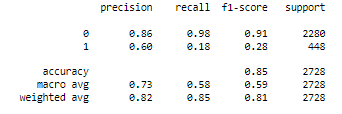 precision recall f1-score support
0 0.86 0.98 0.91 2280
1 0.60 0.18 0.28 448
accuracy 0.85 2728
macro avg 0.73 0.58 0.59 2728
weighted avg 0.82 0.85 0.81 2728